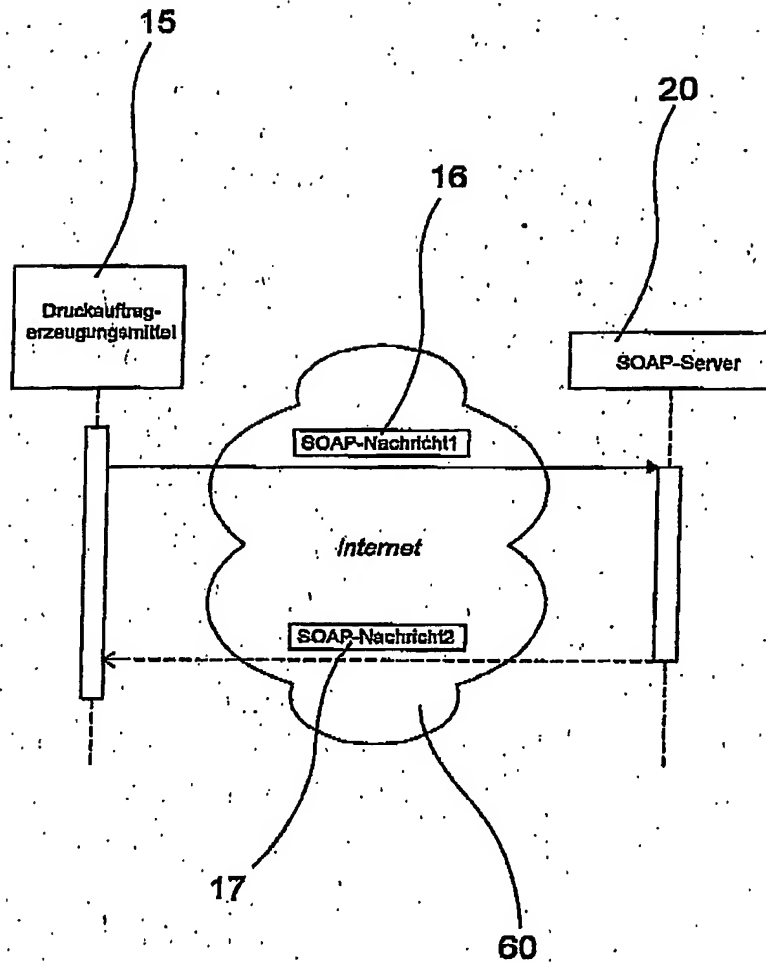 15
20
16
Druckauftrag-
erzeugungsmittel
SOAP-Server
SOAP-Nachricht1
Internet
SOAP-Nachricht2
17
60